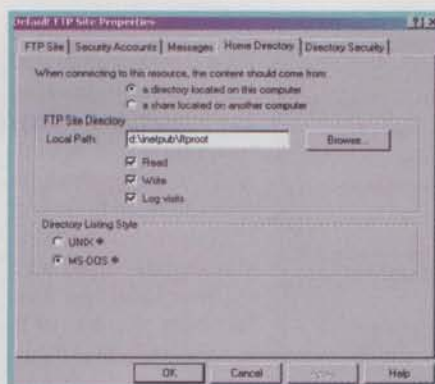 Default FTP Site Properties
FTP Site Security Accounts Messages Home Directory Directory Security
When connecting to this resource, the content should come from:
a directory located on this computer
a share located on another computer
FTP Site Directory
Local Path: d:\inetpub\ftproot Browse...
Read
Write
Log visits
Directory Listing Style
UNIX ®
MS-DOS ®
OK Cancel Apply Help